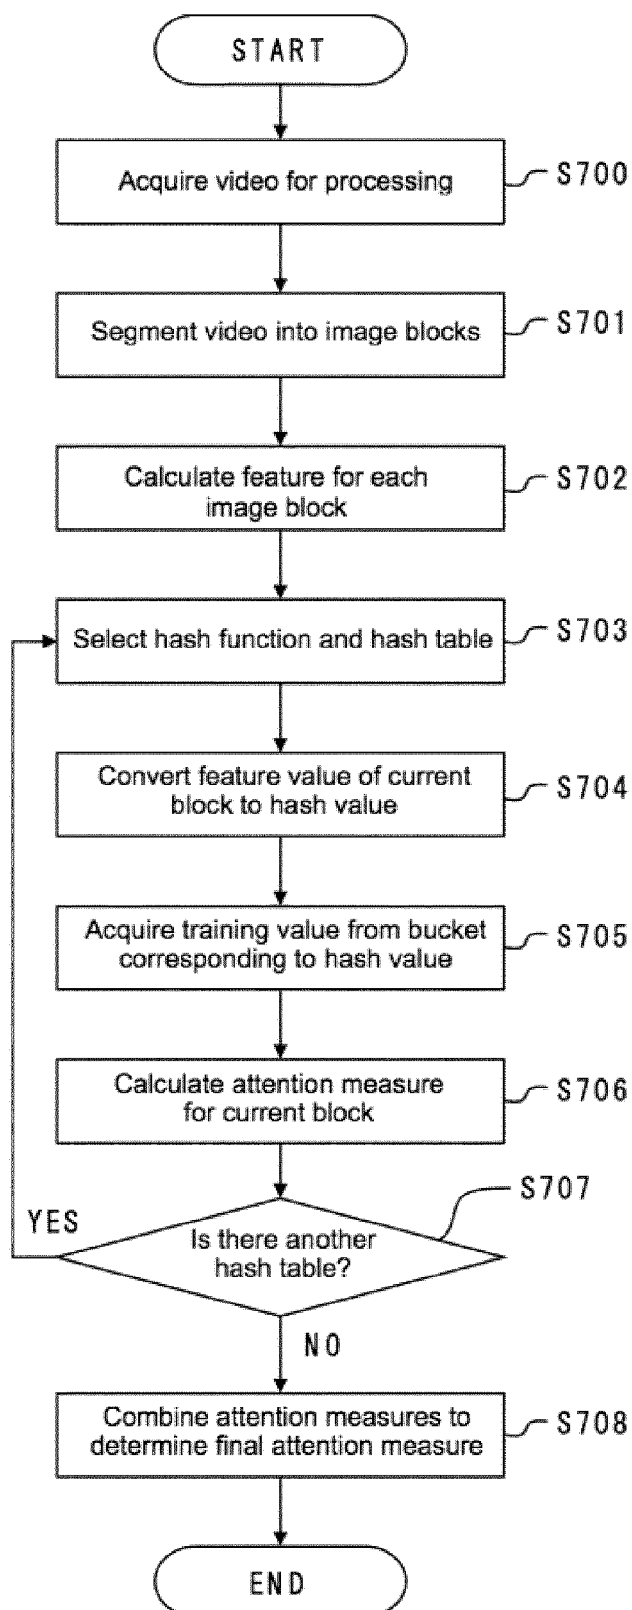 START
Acquire video for processing
S700
Segment video into image blocks
S701
Calculate feature for each
image block
S702
Select hash function and hash table
S703
Convert feature value of current
block to hash value
S704
Acquire training value from bucket
corresponding to hash value
S705
Calculate attention measure
for current block
S706
S707
YES
Is there another
hash table?
NO
Combine attention measures to
determine final attention measure
S708
END